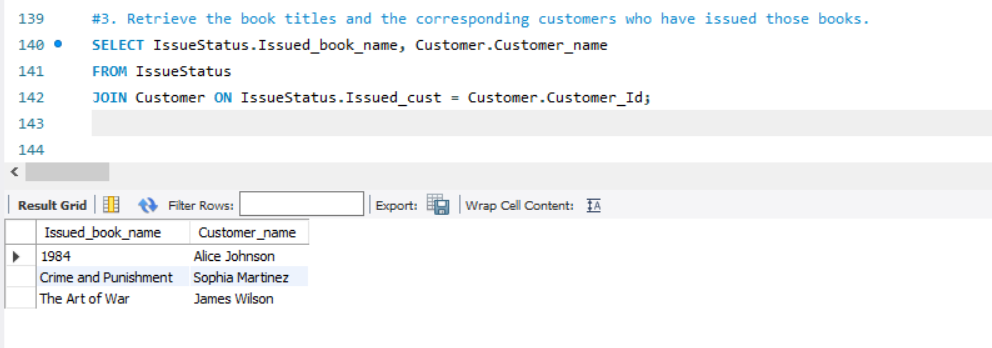 139 #3. Retrieve the book titles and the corresponding customers who have issued those books.
140 SELECT IssueStatus.Issued_book_name, Customer.Customer_name
141 FROM IssueStatus
142 JOIN Customer ON IssueStatus.Issued_cust = Customer.Customer_Id;
143
144
Result Grid Filter Rows: Export: Wrap Cell Content: IA
Issued_book_name Customer_name
1984 Alice Johnson
Crime and Punishment Sophia Martinez
The Art of War James Wilson